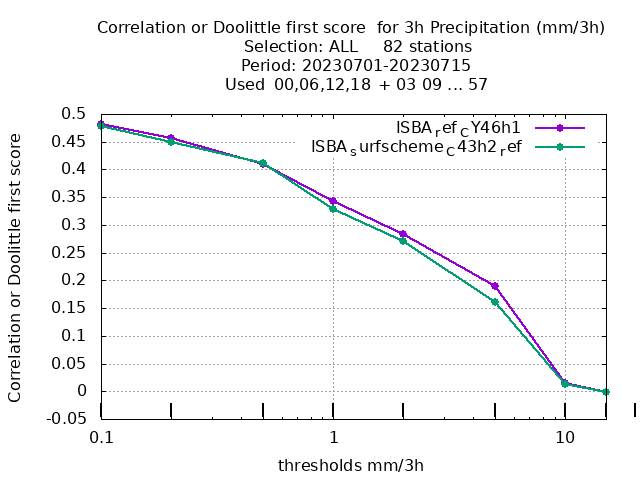 Correlation or Doolittle first score  for 3h Precipitation (mm/3h)
Selection: ALL     82 stations
Period: 20230701-20230715
Used  00,06,12,18  + 03 09 ... 57
ISBAref CY46h1
ISBAsurfschemeC43h2ref
Correlation or Doolittle first score
0.5
0.45
0.4
0.35
0.3
0.25
0.2
0.15
0.1
0.05
0
-0.05
0.1
1
10
thresholds mm/3h